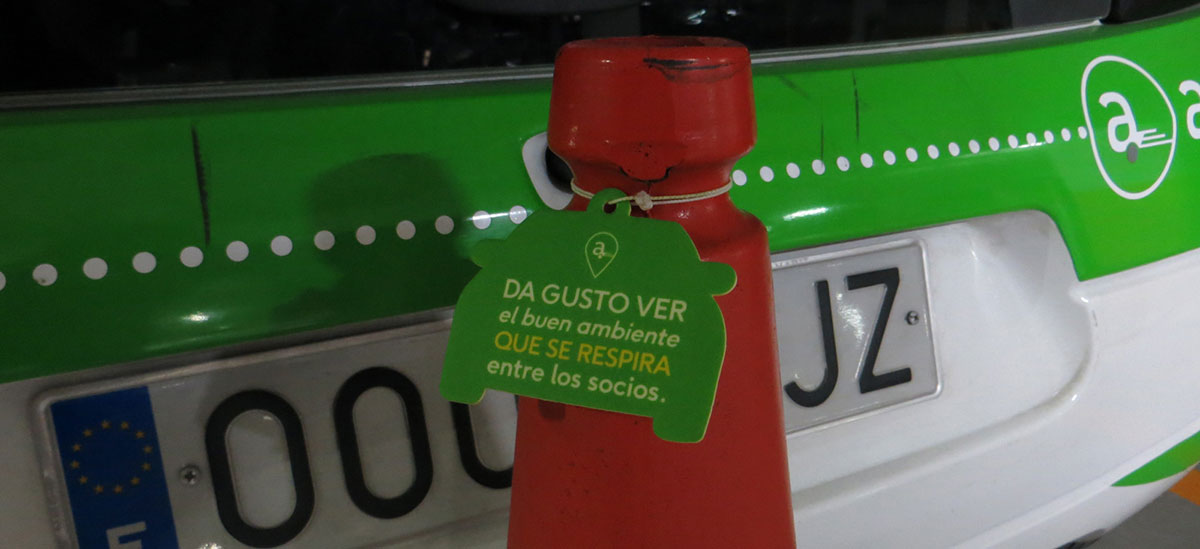 a
a
a
DA GUSTO VER
el buen ambiente
QUE SE RESPIRA
entre los socios.
000
JZ
E